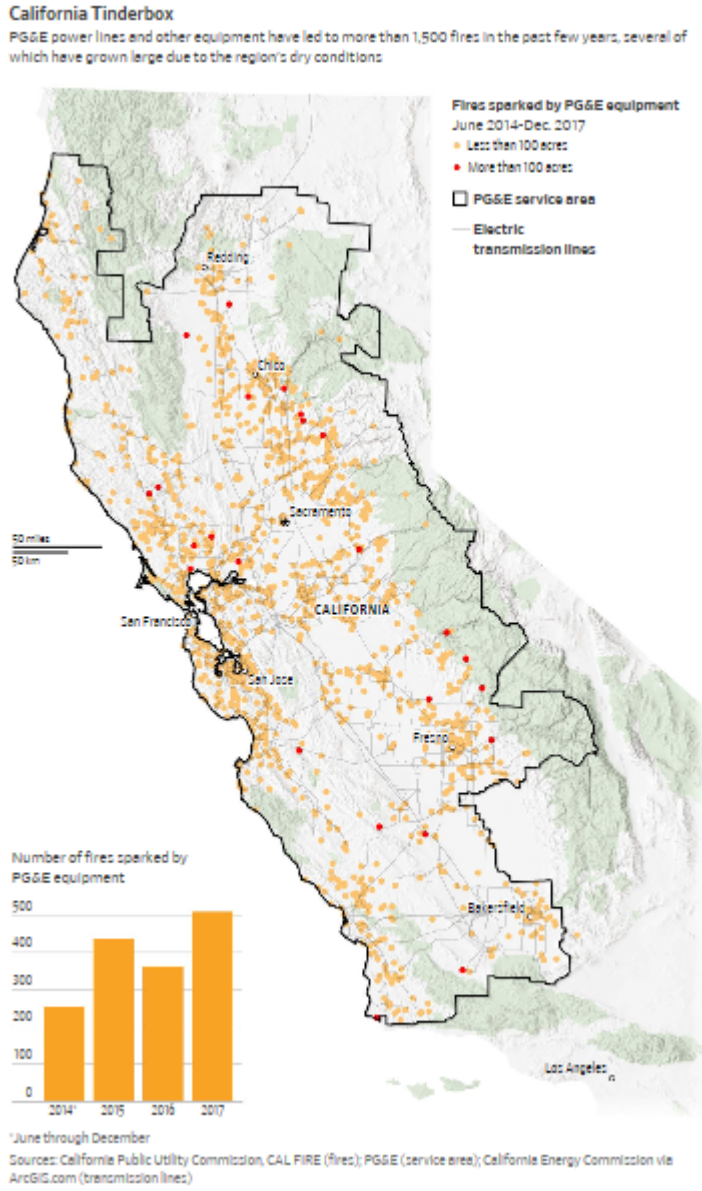 California Tinderbox
PG&E power lines and other equipment have led to more than 1,500 fires in the past few years, several of
which have grown large due to the region's dry conditions
Fires sparked by PG&E equipment
June 2014-Dec. 2017
Less than 100 acres
More than 100 acres
PG&E service area
Electric
transmission lines
Redding
Chico
Sacramento
50 miles
50 km
CALIFORNIA
San Francisco
San Jose
Fresno
Bakersfield
Los Angeles
Number of fires sparked by
PG&E equipment
500
400
300
200
100
0
2014* 2015 2016 2017
*June through December
Sources: California Public Utility Commission, CAL FIRE (fires); PG&E (service area); California Energy Commission via
ArcGIS.com (transmission lines)